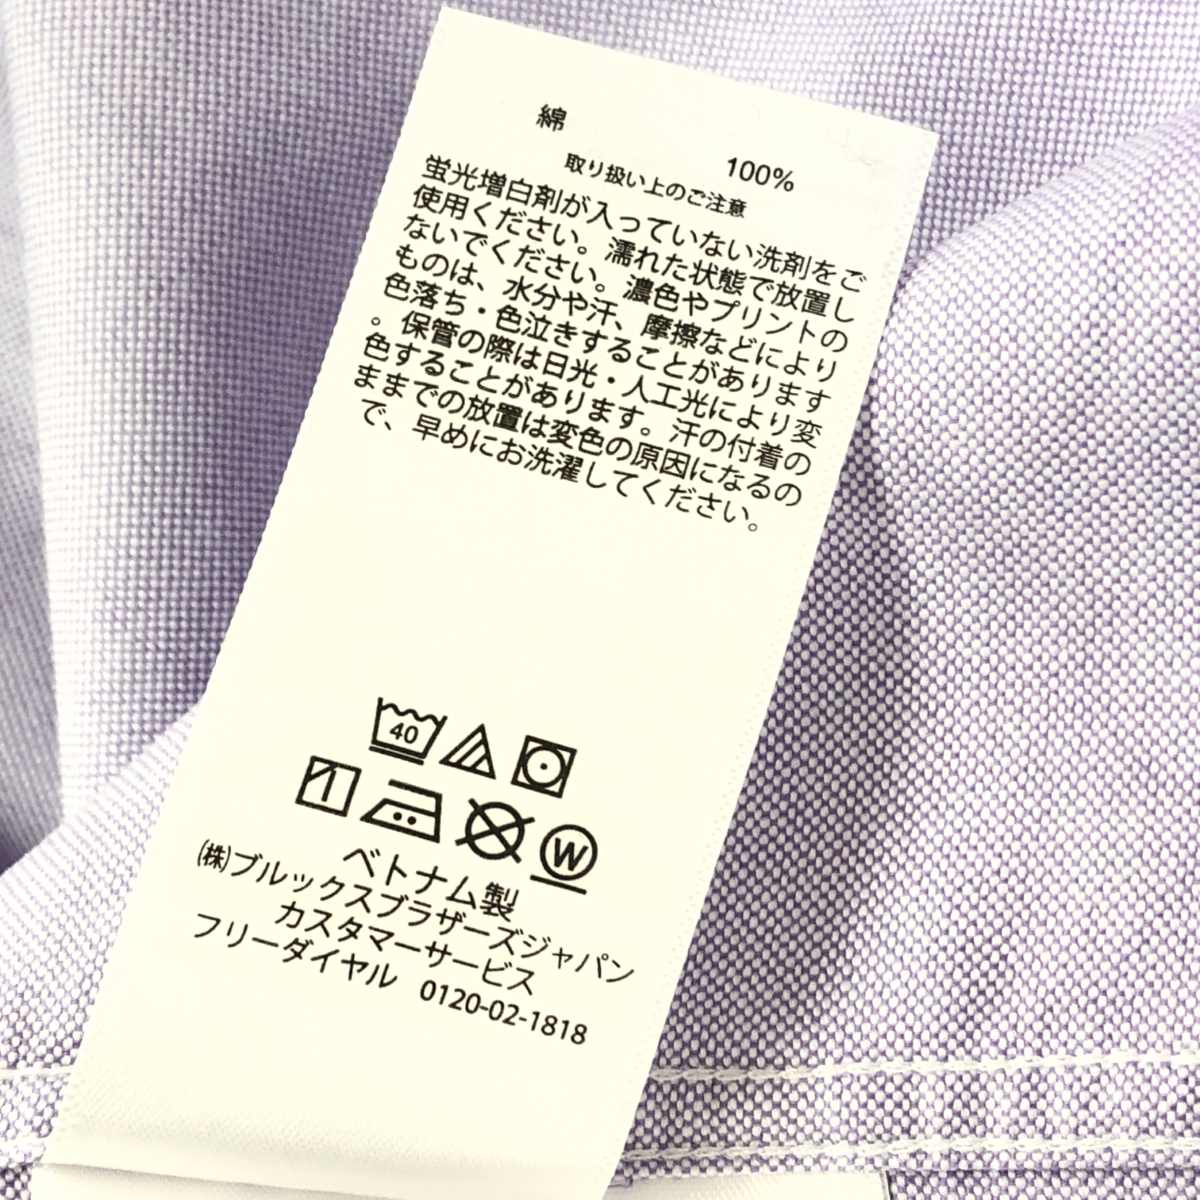 綿 100%
取り扱い上のご注意
蛍光増白剤が入っていない洗剤をご
使用ください。濡れた状態で放置し
ないでください。濃色やプリントの
ものは、水分や汗、摩擦などにより
色落ち・色泣きすることがあります
。保管の際は日光・人工光により変
色することがあります。汗の付着の
ままでの放置は変色の原因になるの
で、早めにお洗濯してください。
40
W
ベトナム製
(株)ブルックスブラザーズジャパン
カスタマーサービス
フリーダイヤル 0120-02-1818